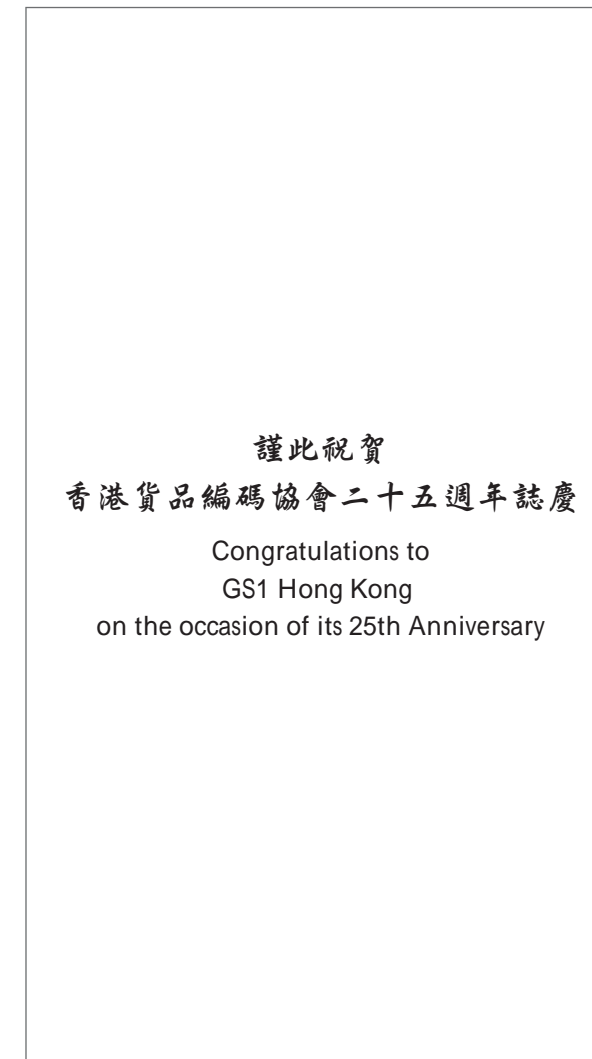 謹此祝賀
香港貨品編碼協會二十五週年誌慶
Congratulations to
GS1 Hong Kong
on the occasion of its 25th Anniversary